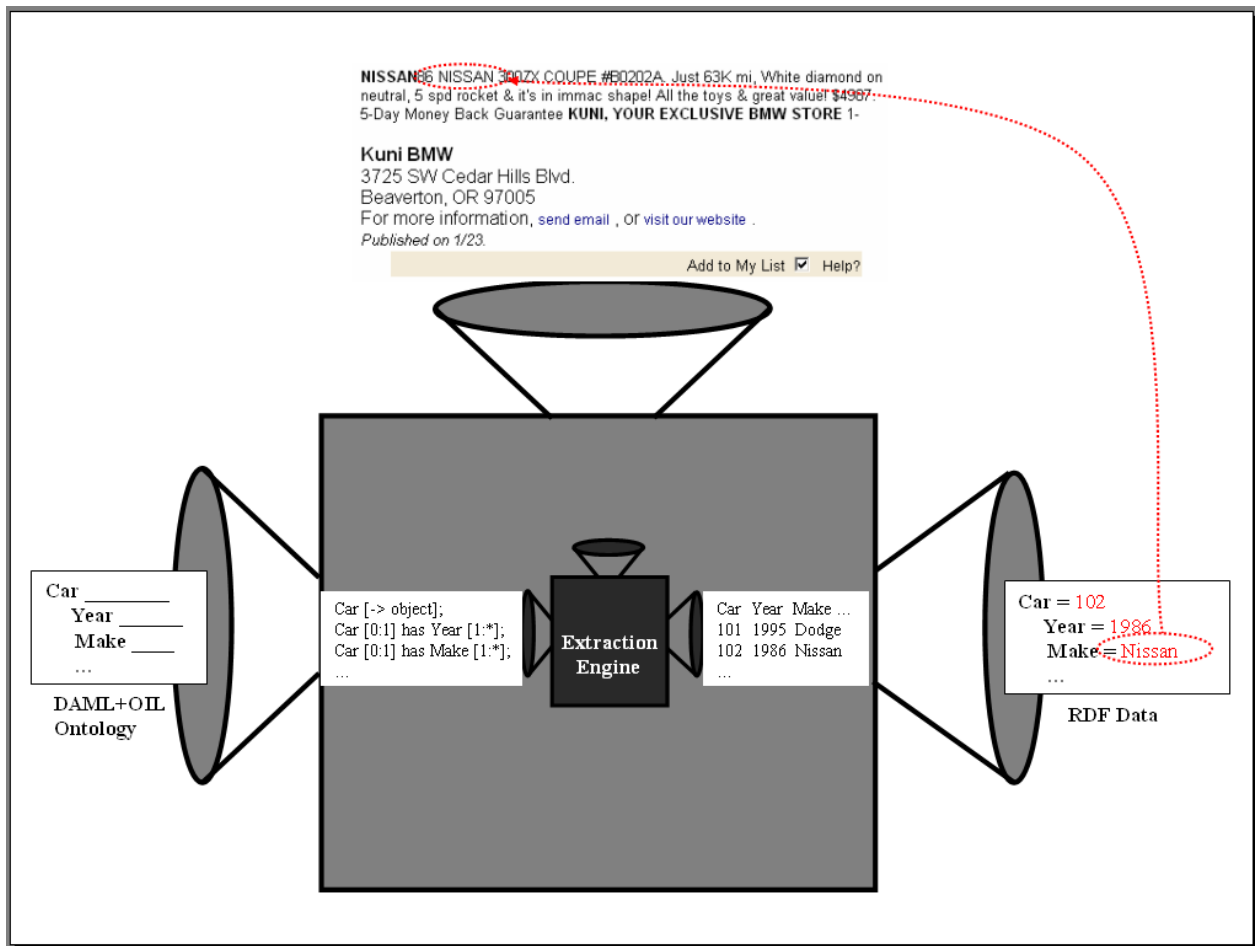 NISSAN86 NISSAN 300ZX COUPE #B0202A. Just 63K mi, White diamond on
neutral, 5 spd rocket & it's in immac shape! All the toys & great value! $4987.
5-Day Money Back Guarantee KUNI, YOUR EXCLUSIVE BMW STORE 1-
Kuni BMW
3725 SW Cedar Hills Blvd.
Beaverton, OR 97005
For more information, send email , or visit our website .
Published on 1/23.
Add to My List Help?
Car ________
Year ______
Make ____
...
DAML+OIL
Ontology
Car [-> object];
Car [0:1] has Year [1:*];
Car [0:1] has Make [1:*];
...
Extraction
Engine
Car Year Make ...
101 1995 Dodge
102 1986 Nissan
...
Car = 102
Year = 1986
Make = Nissan
...
RDF Data